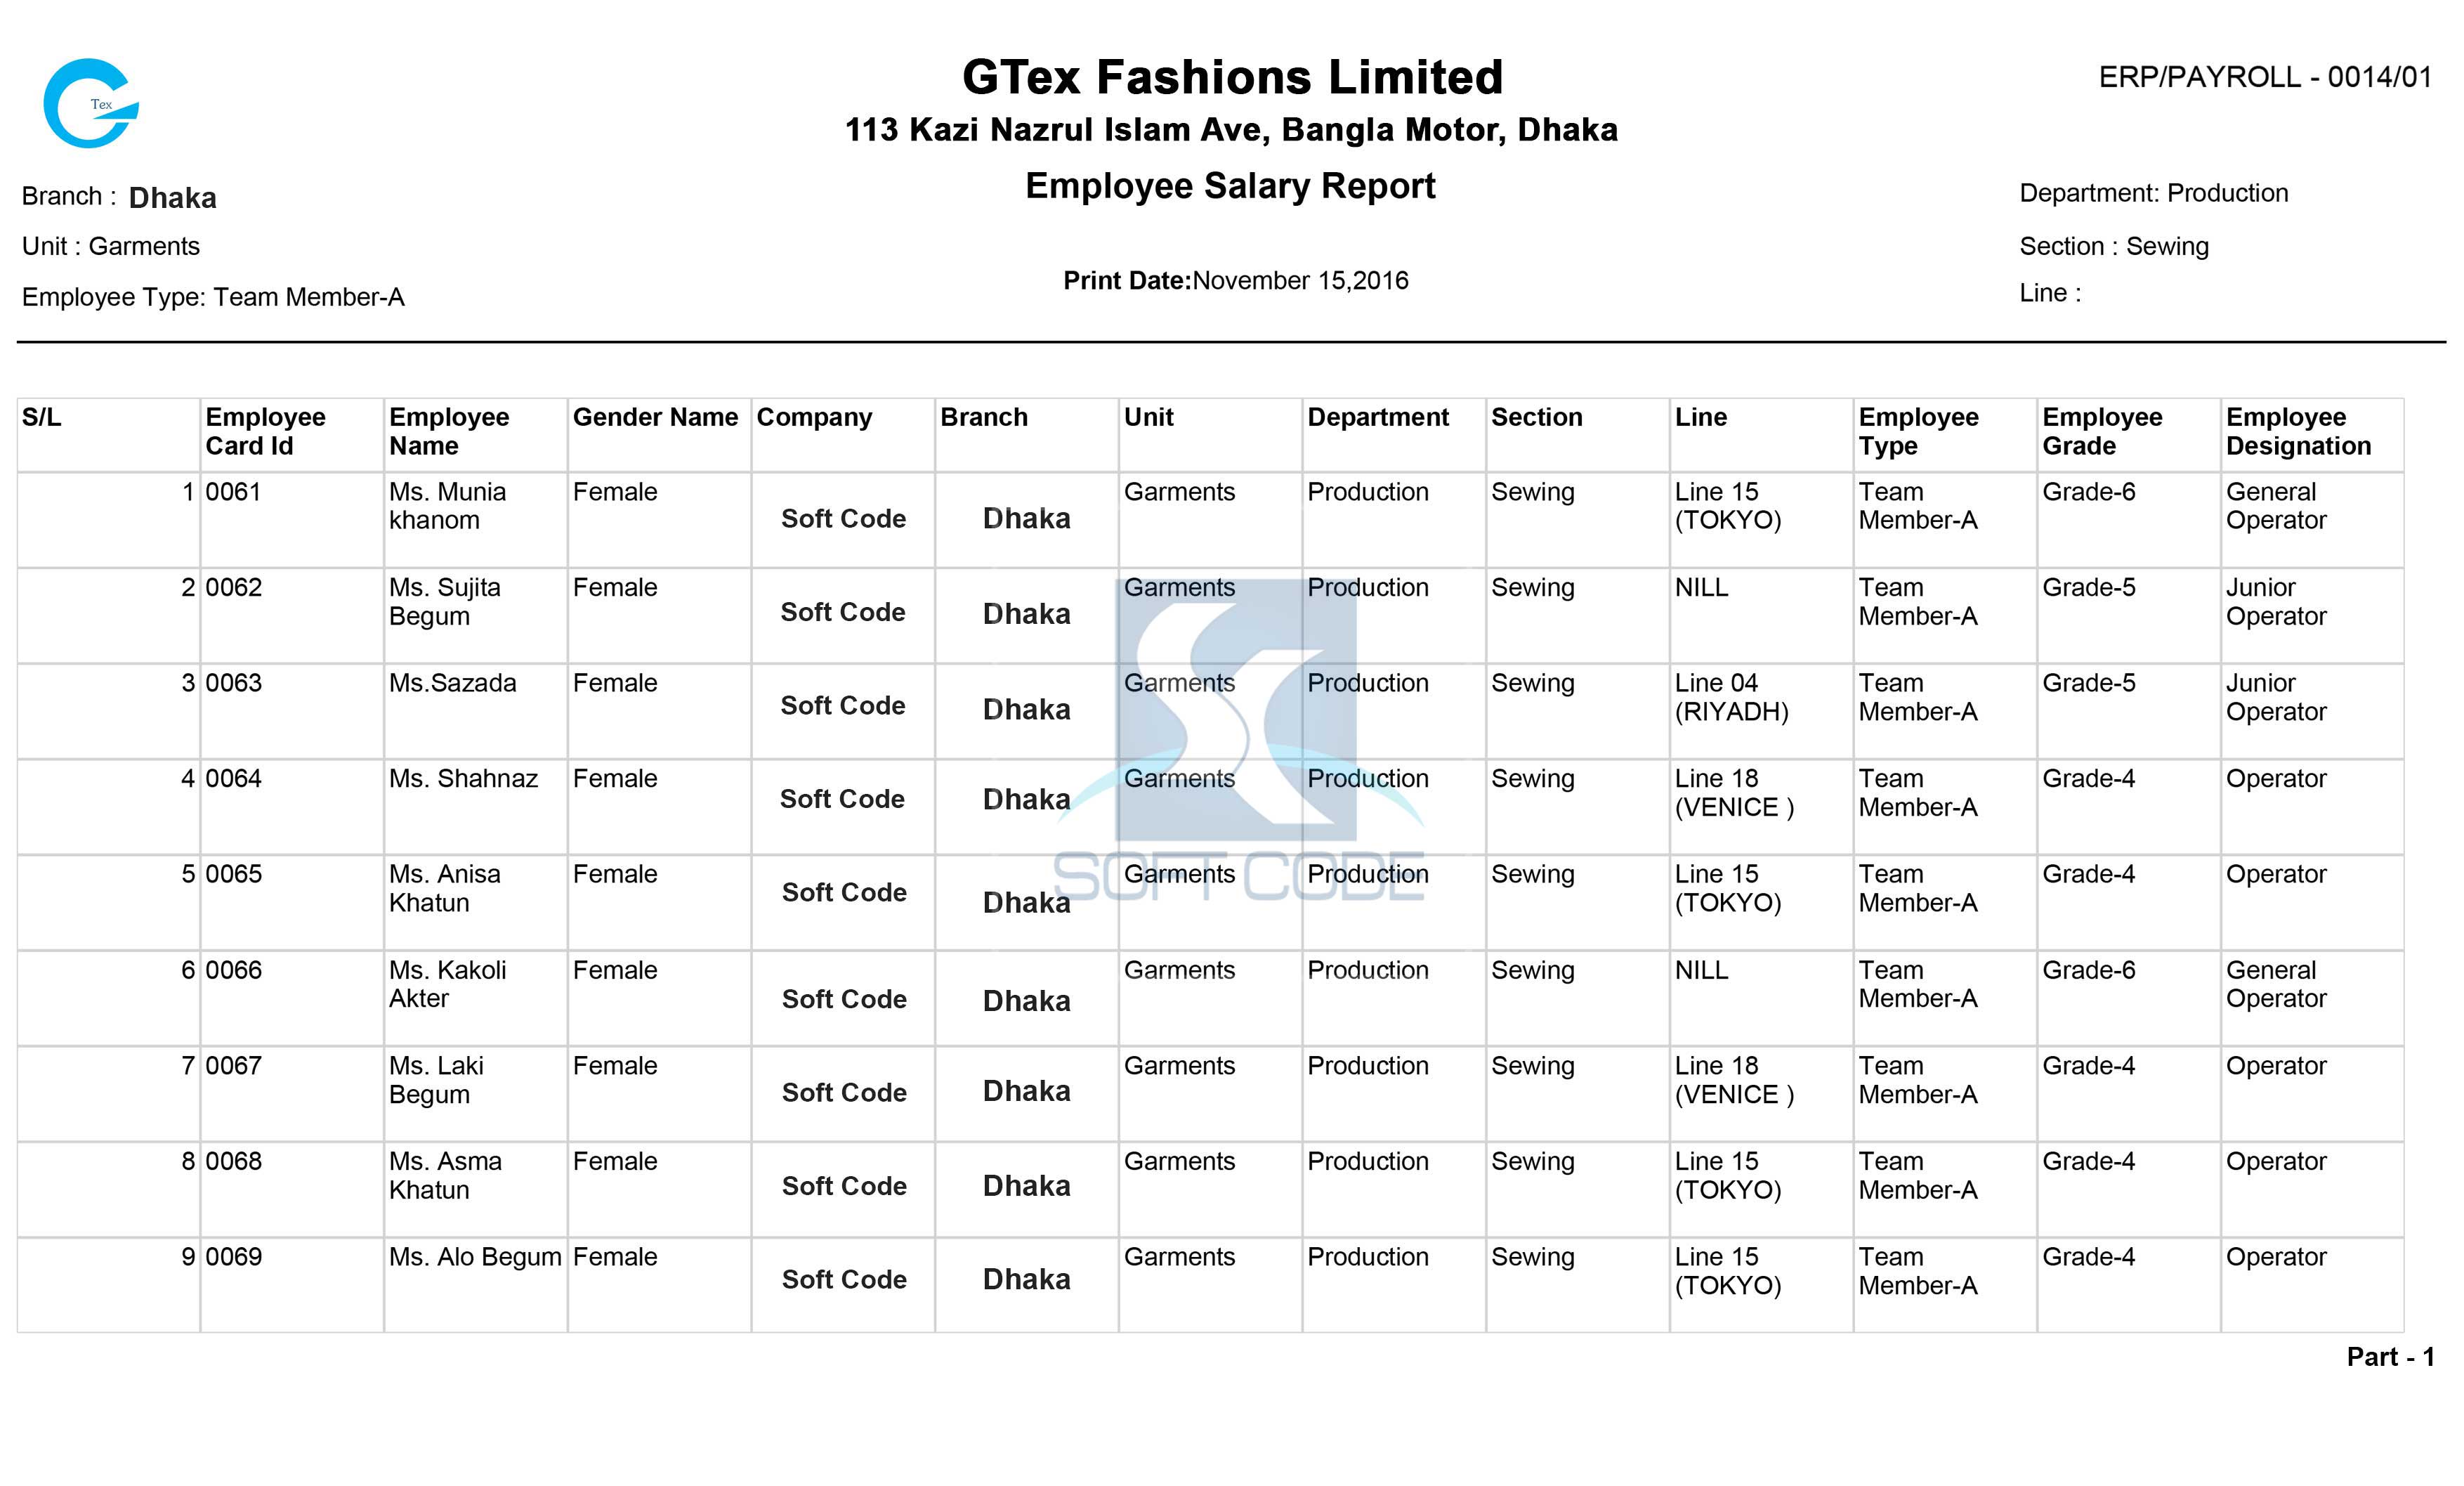 Tex
GTex Fashions Limited
ERP/PAYROLL - 0014/01
113 Kazi Nazrul Islam Ave, Bangla Motor, Dhaka
Employee Salary Report
Branch : Dhaka
Department: Production
Unit : Garments
Section : Sewing
Print Date:November 15,2016
Employee Type: Team Member-A
Line :
S/L Employee Card Id Employee Name Gender Name Company Branch Unit Department Section Line Employee Type Employee Grade Employee Designation
1 0061 Ms. Munia khanom Female Soft Code Dhaka Garments Production Sewing Line 15 (TOKYO) Team Member-A Grade-6 General Operator
2 0062 Ms. Sujita Begum Female Soft Code Dhaka Garments Production Sewing NILL Team Member-A Grade-5 Junior Operator
3 0063 Ms.Sazada Female Soft Code Dhaka Garments Production Sewing Line 04 (RIYADH) Team Member-A Grade-5 Junior Operator
4 0064 Ms. Shahnaz Female Soft Code Dhaka Garments Production Sewing Line 18 (VENICE ) Team Member-A Grade-4 Operator
5 0065 Ms. Anisa Khatun Female Soft Code Dhaka Garments Production Sewing Line 15 (TOKYO) Team Member-A Grade-4 Operator
SOFT CODE
6 0066 Ms. Kakoli Akter Female Soft Code Dhaka Garments Production Sewing NILL Team Member-A Grade-6 General Operator
7 0067 Ms. Laki Begum Female Soft Code Dhaka Garments Production Sewing Line 18 (VENICE ) Team Member-A Grade-4 Operator
8 0068 Ms. Asma Khatun Female Soft Code Dhaka Garments Production Sewing Line 15 (TOKYO) Team Member-A Grade-4 Operator
9 0069 Ms. Alo Begum Female Soft Code Dhaka Garments Production Sewing Line 15 (TOKYO) Team Member-A Grade-4 Operator
Part - 1